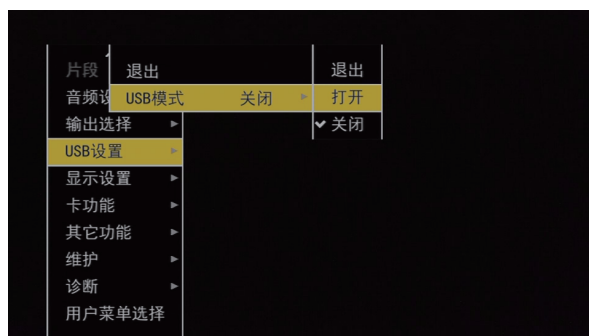 片段
音频设
输出选择
USB设置
显示设置
卡功能
其它功能
维护
诊断
用户菜单选择
退出
USB模式 关闭
退出
打开
关闭